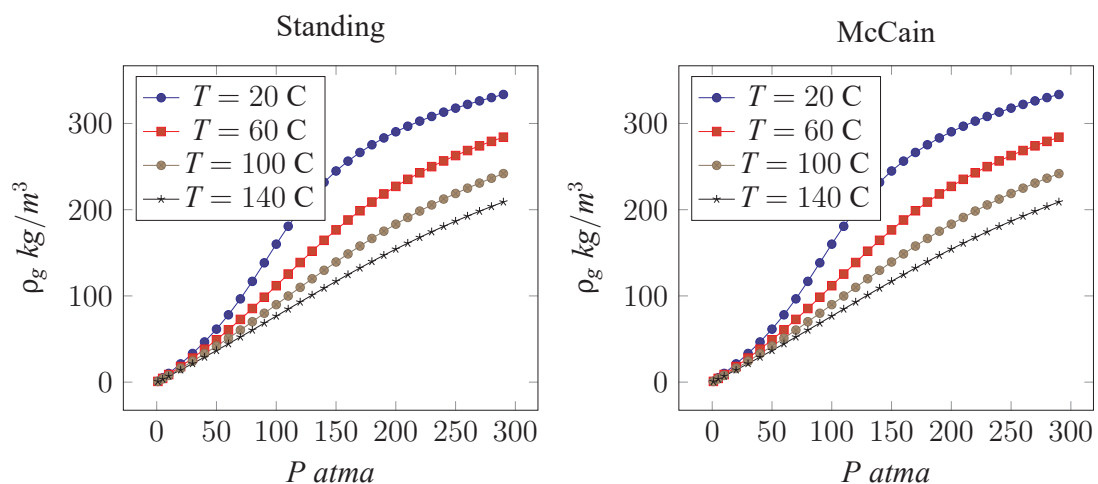 Standing
T = 20 C
T = 60 C
T = 100 C
T = 140 C
300
200
100
0
0 50 100 150 200 250 300
ρg kg/m³
P atma
McCain
T = 20 C
T = 60 C
T = 100 C
T = 140 C
300
200
100
0
0 50 100 150 200 250 300
ρg kg/m³
P atma